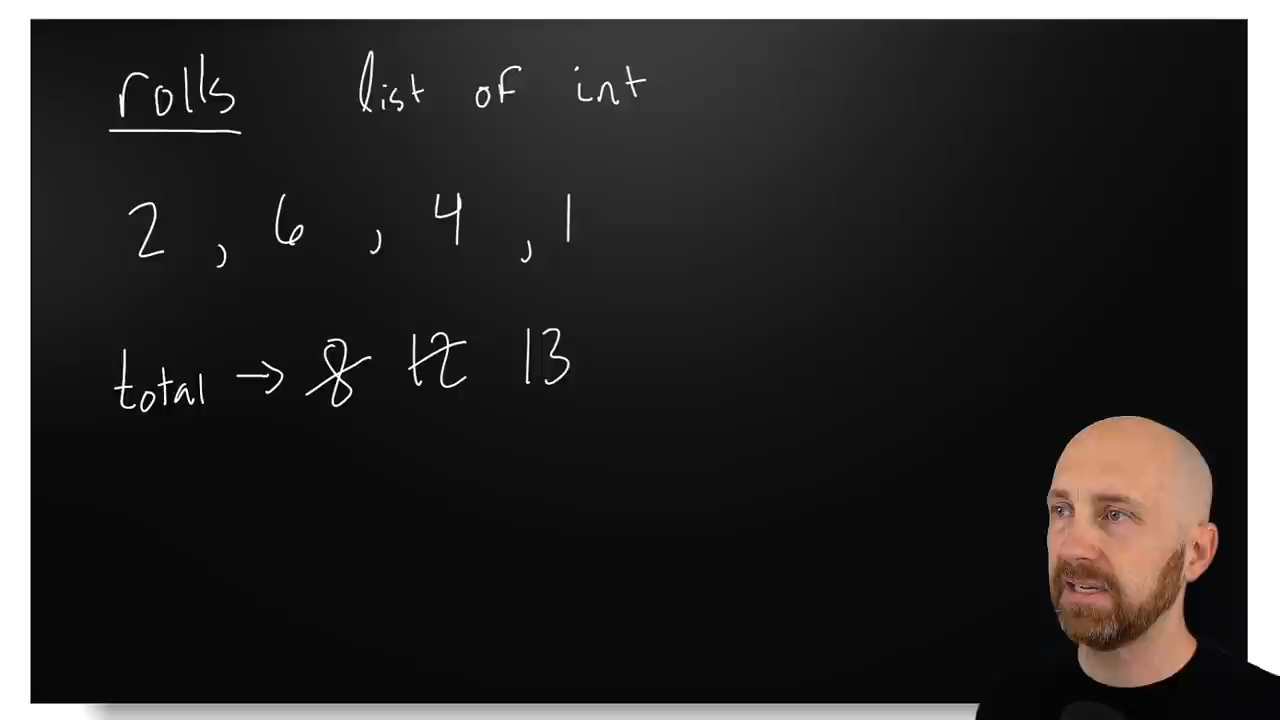 rolls list of int
2 , 6 , 4 , 1
total → 8 12 13